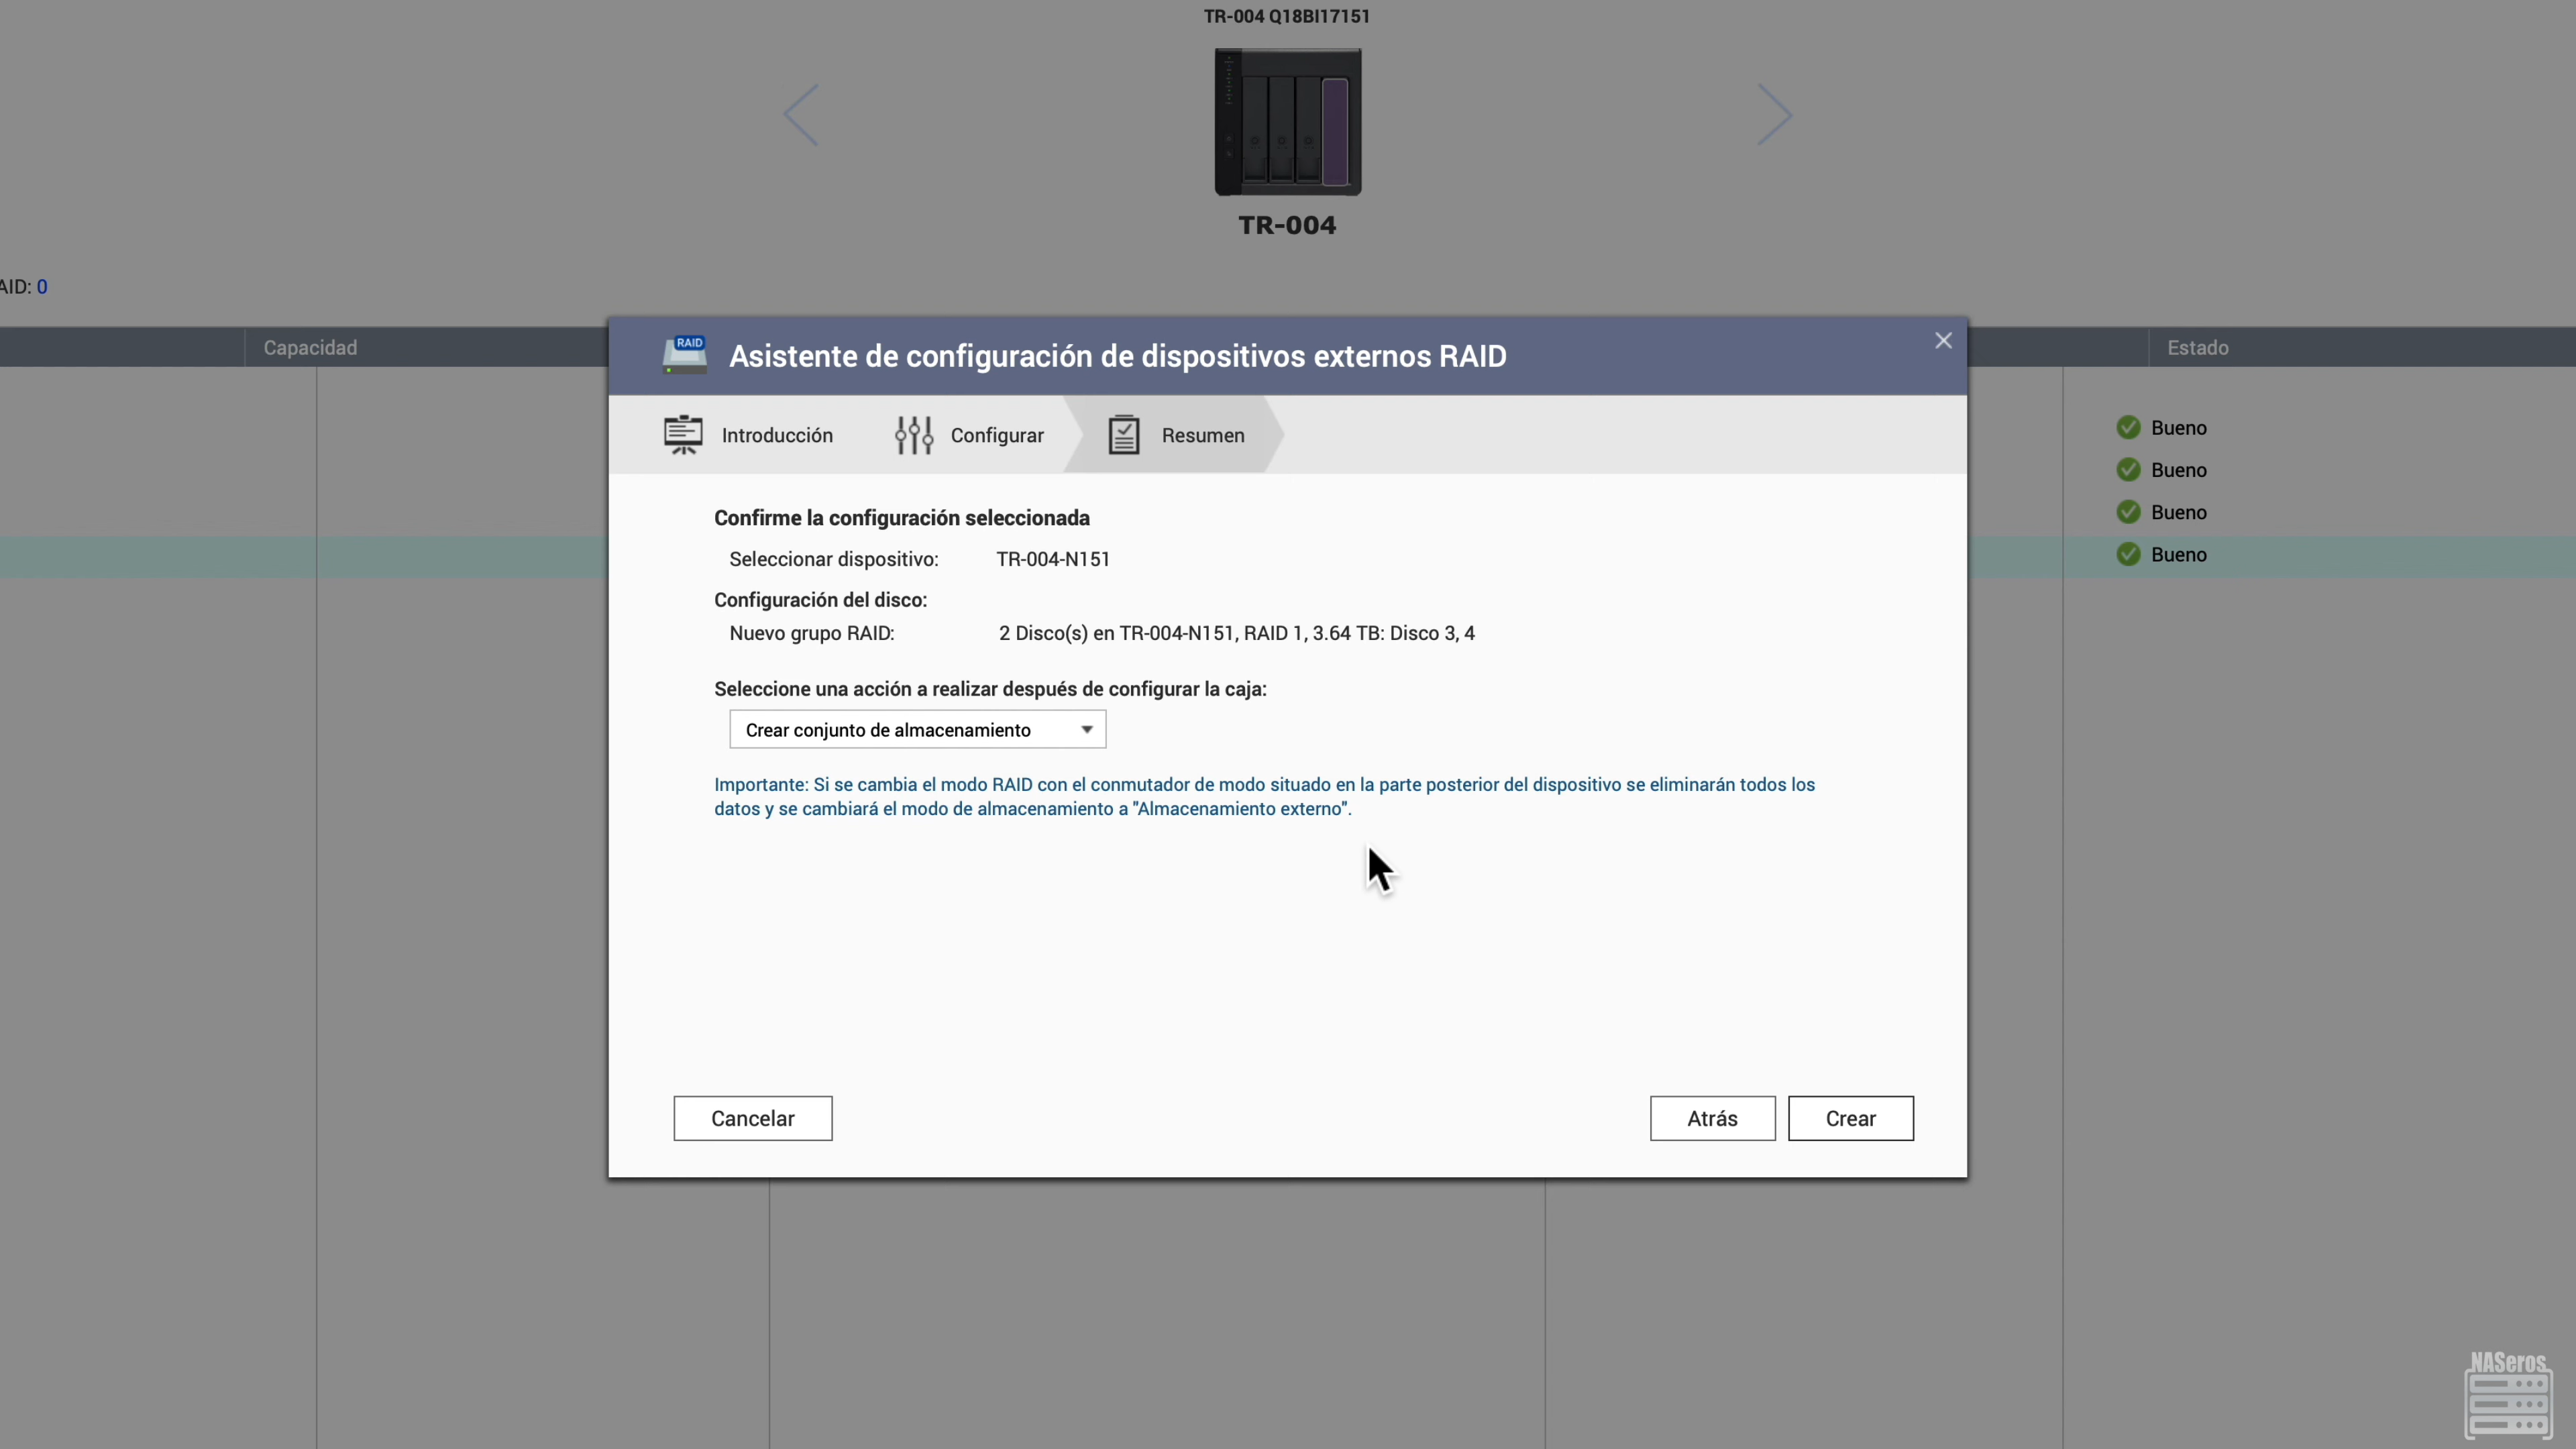 TR-004 Q18BI17151
TR-004
AID: 0
Capacidad
Estado
RAID
Asistente de configuración de dispositivos externos RAID
Introducción
Configurar
Resumen
Bueno
Bueno
Bueno
Bueno
Confirme la configuración seleccionada
Seleccionar dispositivo: TR-004-N151
Configuración del disco:
Nuevo grupo RAID: 2 Disco(s) en TR-004-N151, RAID 1, 3.64 TB: Disco 3, 4
Seleccione una acción a realizar después de configurar la caja:
Crear conjunto de almacenamiento
Importante: Si se cambia el modo RAID con el conmutador de modo situado en la parte posterior del dispositivo se eliminarán todos los
datos y se cambiará el modo de almacenamiento a "Almacenamiento externo".
Cancelar
Atrás
Crear
NASeros